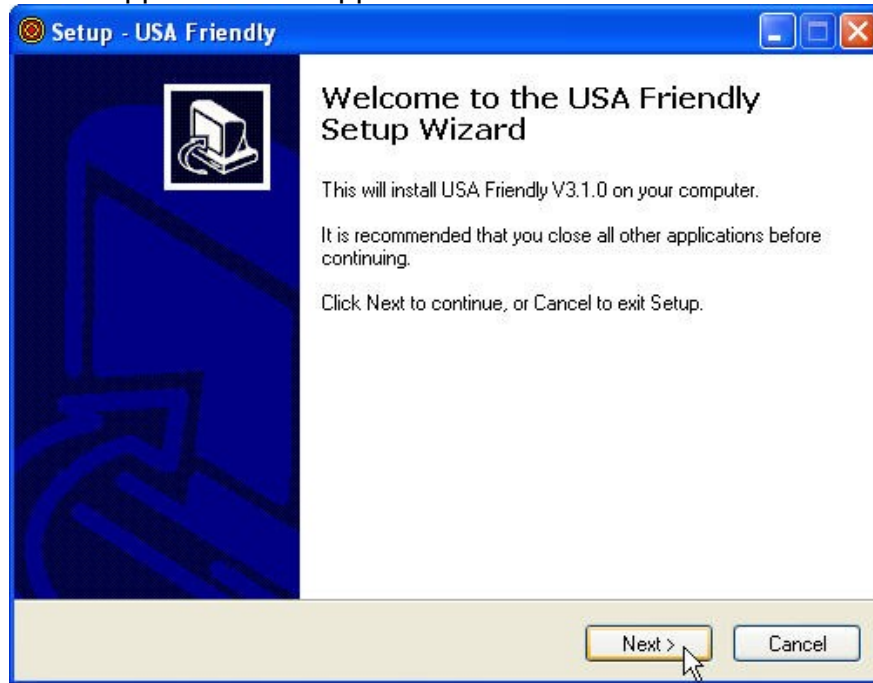 Setup - USA Friendly
Welcome to the USA Friendly
Setup Wizard
This will install USA Friendly V3.1.0 on your computer.
It is recommended that you close all other applications before
continuing.
Click Next to continue, or Cancel to exit Setup.
Next >
Cancel